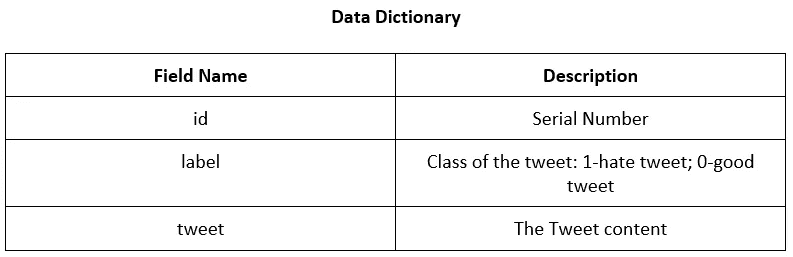 Data Dictionary
Field Name
Description
id
Serial Number
label
Class of the tweet: 1-hate tweet; 0-good
tweet
tweet
The Tweet content